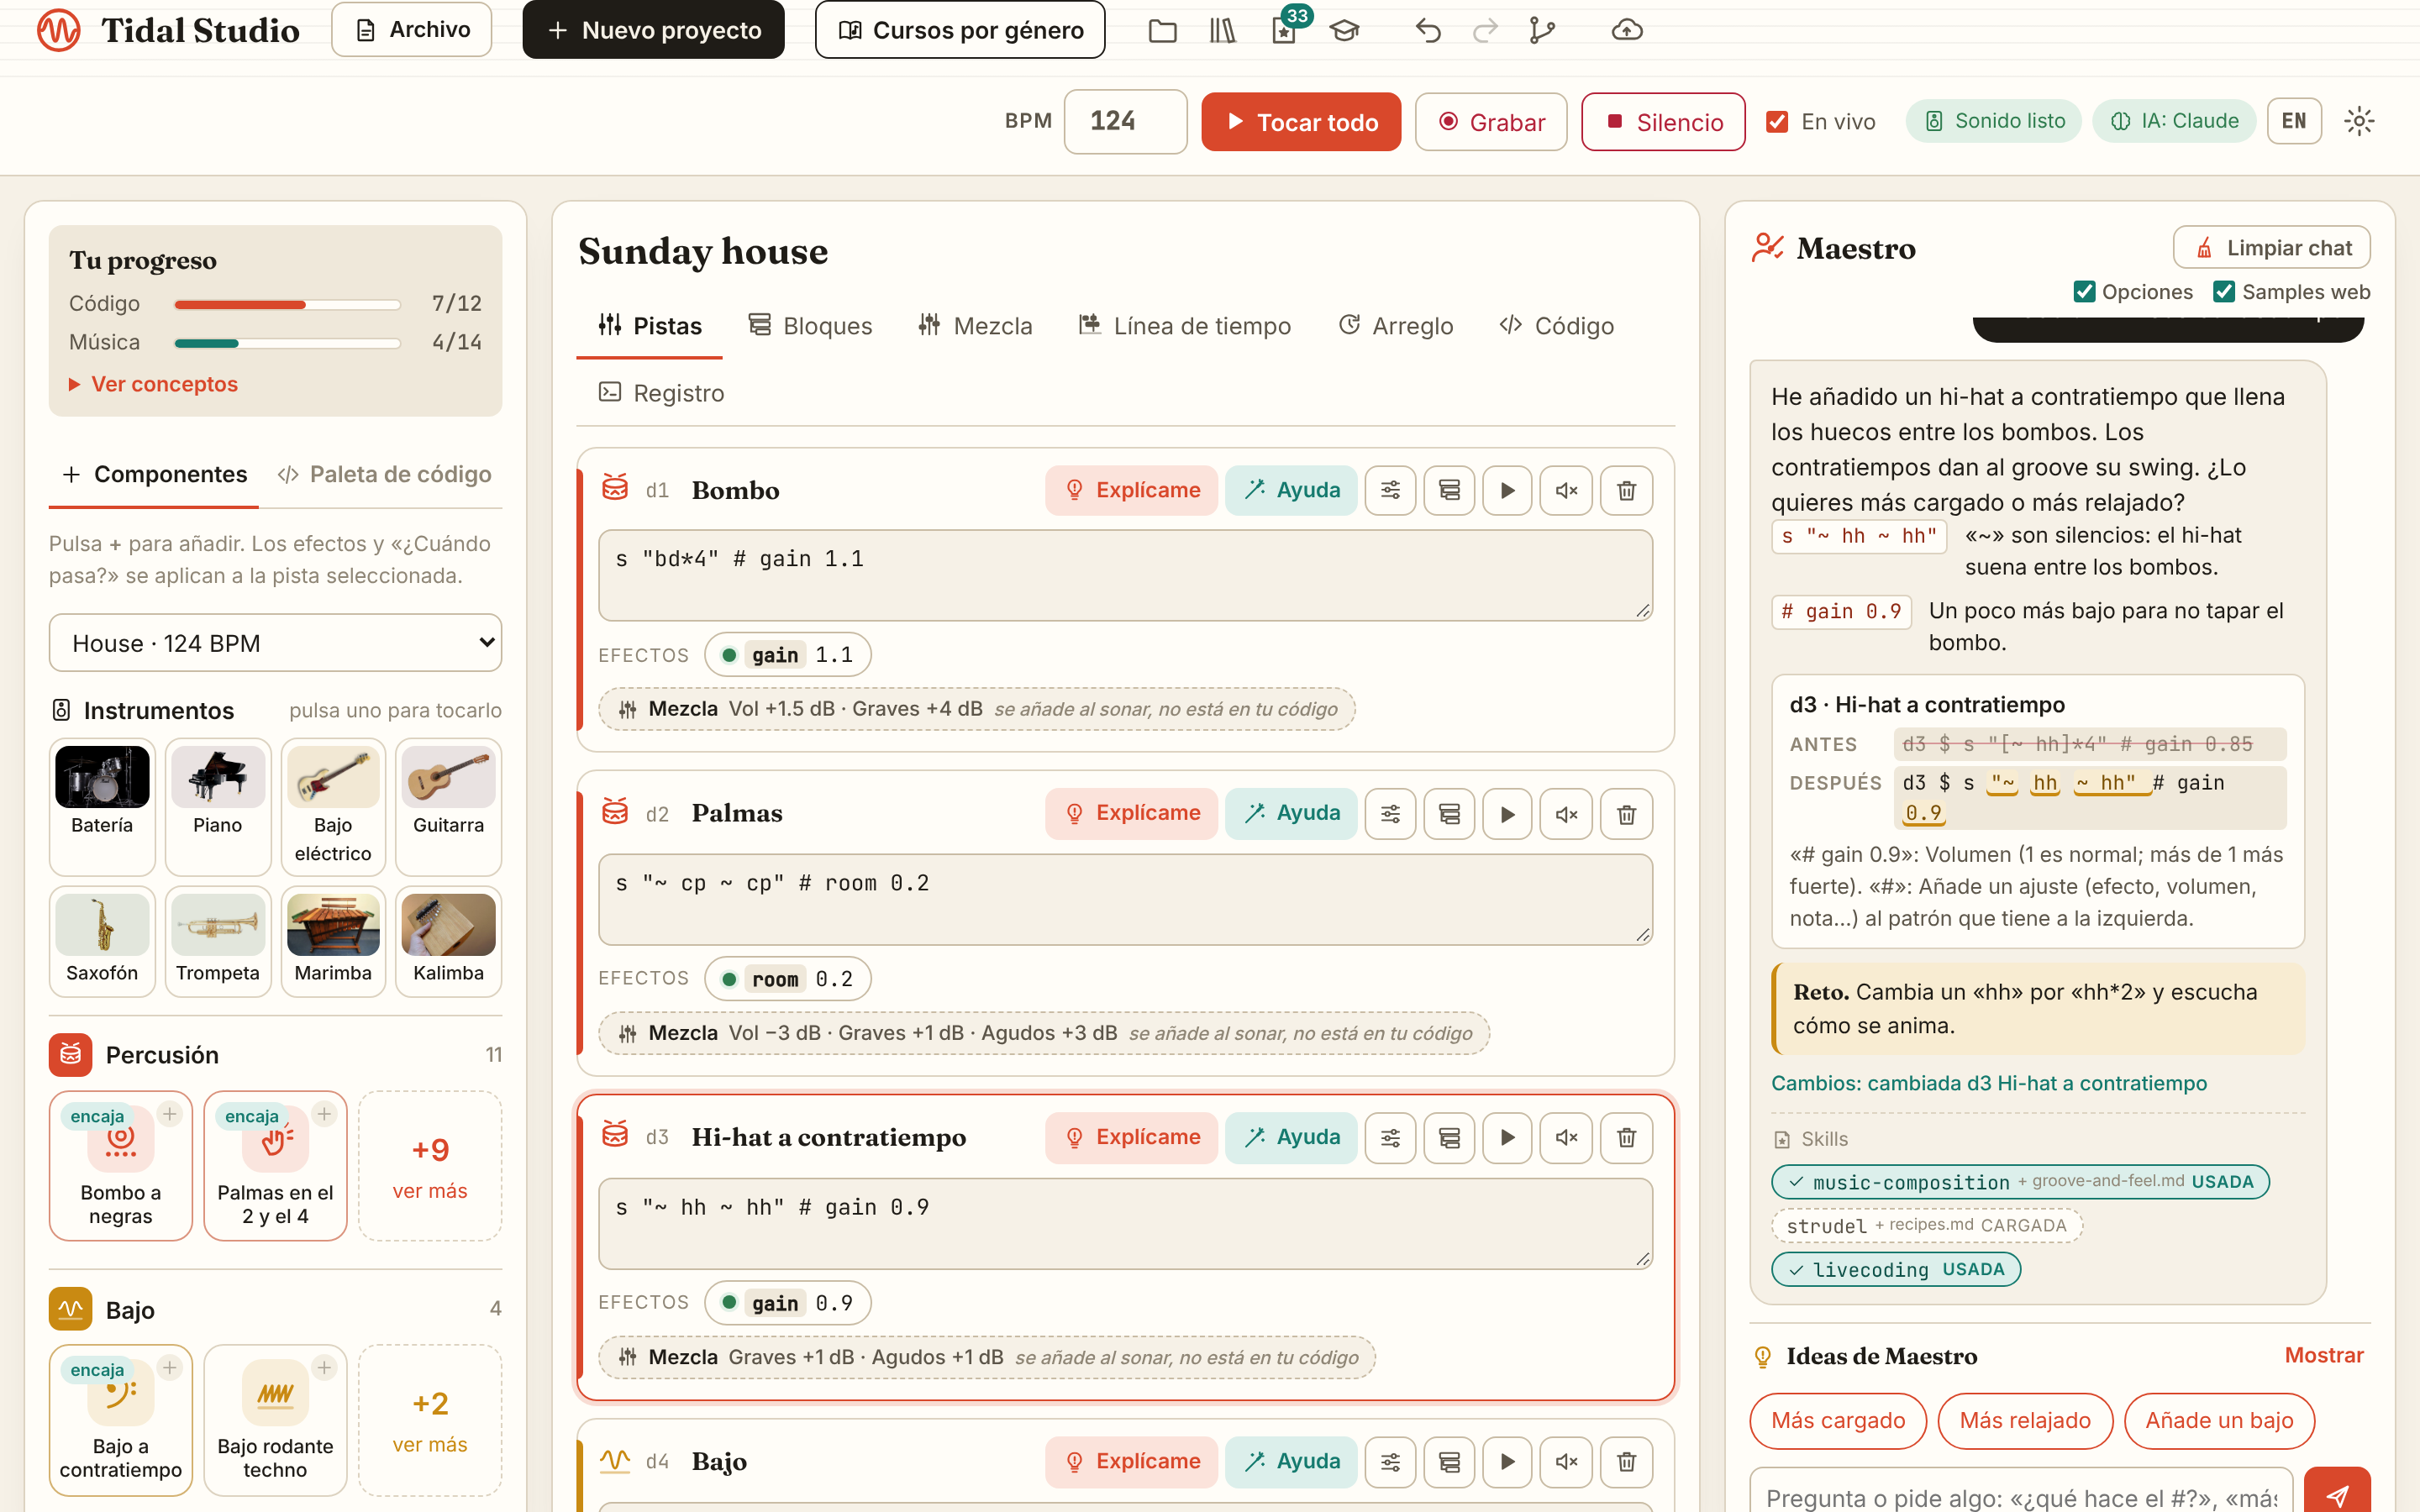 Tidal Studio
Archivo
Nuevo proyecto
Cursos por género
33
BPM
124
Tocar todo
Grabar
Silencio
En vivo
Sonido listo
IA: Claude
EN
Tu progreso
Código 7/12
Música 4/14
Ver conceptos
Componentes
Paleta de código
Pulsa + para añadir. Los efectos y «¿Cuándo
pasa?» se aplican a la pista seleccionada.
House · 124 BPM
Instrumentos
pulsa uno para tocarlo
Batería
Piano
Bajo
eléctrico
Guitarra
Saxofón
Trompeta
Marimba
Kalimba
Percusión
11
encaja
Bombo a
negras
encaja
Palmas en el
2 y el 4
+9
ver más
Bajo
4
encaja
Bajo a
contratiempo
Bajo rodante
techno
+2
ver más
Sunday house
Pistas
Bloques
Mezcla
Línea de tiempo
Arreglo
Código
Registro
d1 Bombo
Explícame
Ayuda
s "bd*4" # gain 1.1
EFECTOS gain 1.1
Mezcla Vol +1.5 dB · Graves +4 dB se añade al sonar, no está en tu código
d2 Palmas
Explícame
Ayuda
s "~ cp ~ cp" # room 0.2
EFECTOS room 0.2
Mezcla Vol −3 dB · Graves +1 dB · Agudos +3 dB se añade al sonar, no está en tu código
d3 Hi-hat a contratiempo
Explícame
Ayuda
s "~ hh ~ hh" # gain 0.9
EFECTOS gain 0.9
Mezcla Graves +1 dB · Agudos +1 dB se añade al sonar, no está en tu código
d4 Bajo
Explícame
Ayuda
Maestro
Limpiar chat
Opciones
Samples web
He añadido un hi-hat a contratiempo que llena
los huecos entre los bombos. Los
contratiempos dan al groove su swing. ¿Lo
quieres más cargado o más relajado?
s "~ hh ~ hh" «~» son silencios: el hi-hat
suena entre los bombos.
# gain 0.9 Un poco más bajo para no tapar el
bombo.
d3 · Hi-hat a contratiempo
ANTES d3 $ s "[~ hh]*4" # gain 0.85
DESPUÉS d3 $ s "~ hh ~ hh" # gain
0.9
«# gain 0.9»: Volumen (1 es normal; más de 1 más
fuerte). «#»: Añade un ajuste (efecto, volumen,
nota...) al patrón que tiene a la izquierda.
Reto. Cambia un «hh» por «hh*2» y escucha
cómo se anima.
Cambios: cambiada d3 Hi-hat a contratiempo
Skills
music-composition + groove-and-feel.md USADA
strudel + recipes.md CARGADA
livecoding USADA
Ideas de Maestro
Mostrar
Más cargado
Más relajado
Añade un bajo
Pregunta o pide algo: «¿qué hace el #?», «más